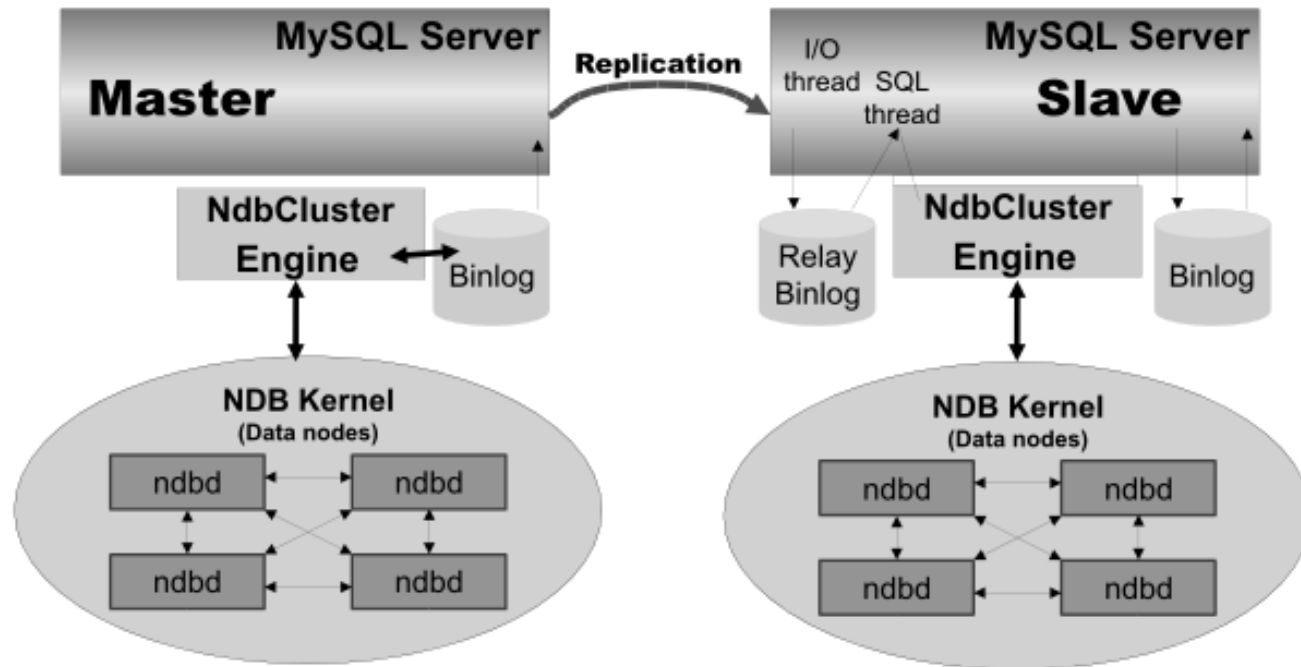 MySQL Server
Master
Replication
MySQL Server
I/O
thread
SQL
thread
Slave
NdbCluster
Engine
Binlog
Relay
Binlog
NdbCluster
Engine
Binlog
NDB Kernel
(Data nodes)
ndbd
ndbd
ndbd
ndbd
NDB Kernel
(Data nodes)
ndbd
ndbd
ndbd
ndbd